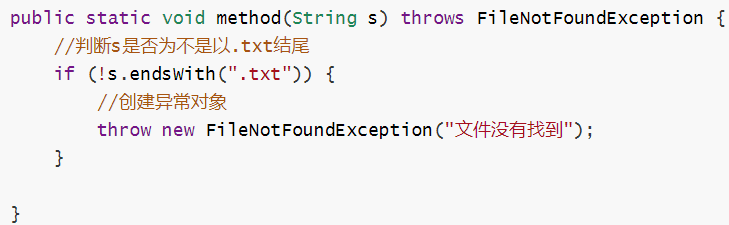 public static void method(String s) throws FileNotFoundException {
    //判断s是否为不是以.txt结尾
    if (!s.endsWith(".txt")) {
        //创建异常对象
        throw new FileNotFoundException("文件没有找到");
    }

}